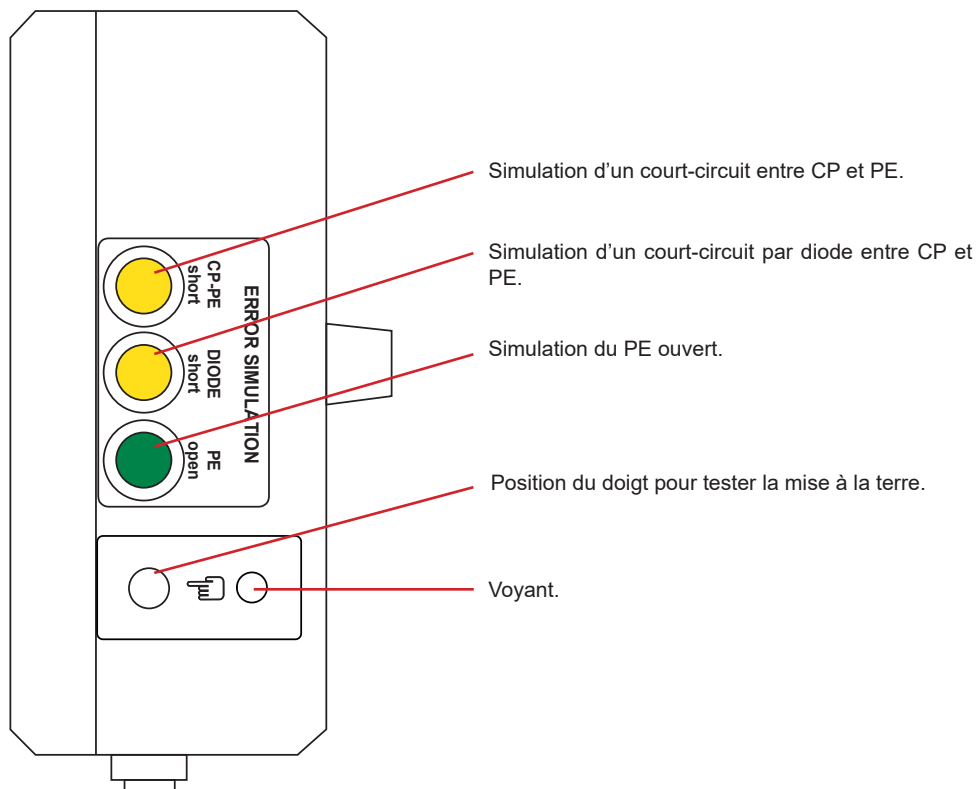 Simulation d'un court-circuit entre CP et PE.
Simulation d'un court-circuit par diode entre CP et
PE.
Simulation du PE ouvert.
Position du doigt pour tester la mise à la terre.
Voyant.
ERROR SIMULATION
CP-PE
short
DIODE
short
PE
open